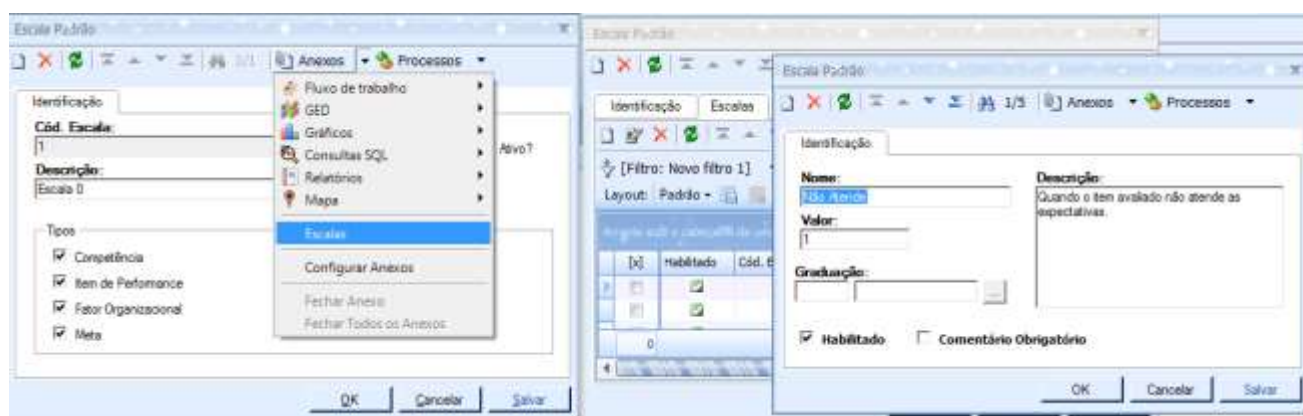 Escala Padrão
1/1 Anexos Processos
Identificação
Cód. Escala:
1
Ativo?
Descrição:
Escala 0
Tipos
Competência
Item de Performance
Fator Organizacional
Meta
OK Cancelar Salvar
Fluxo de trabalho
GED
Gráficos
Consultas SQL
Relatórios
Mapa
Escalas
Configurar Anexos
Fechar Anexo
Fechar Todos os Anexos
Escala Padrão
Identificação Escalas
[Filtro: Novo filtro 1]
Layout: Padrão
[x] Habilitado Cód.
0
Escala Padrão
1/5 Anexos Processos
Identificação
Nome:
Não Atende
Descrição:
Quando o item avaliado não atende as
expectativas.
Valor:
1
Graduação:
...
Habilitado Comentário Obrigatório
OK Cancelar Salvar